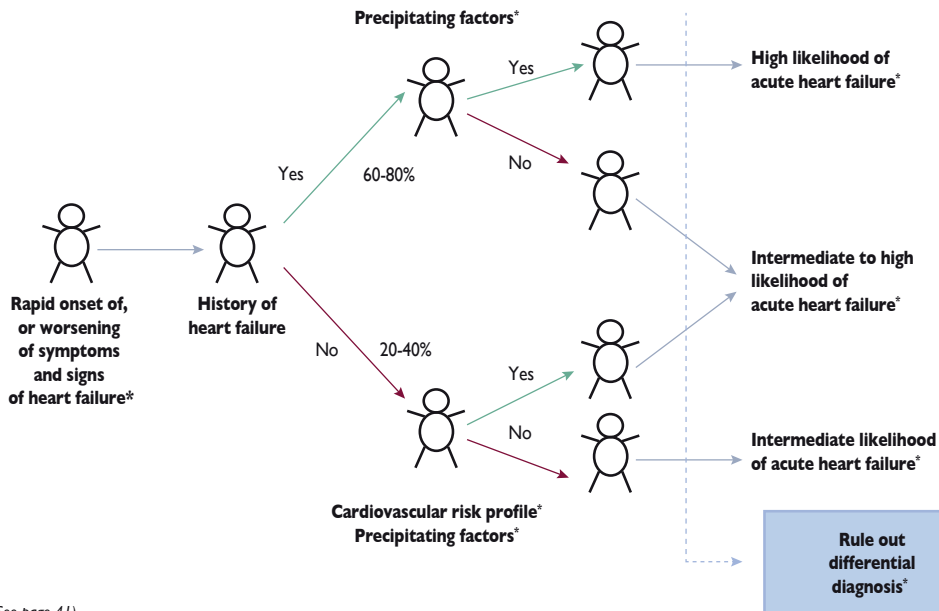 Precipitating factors*
Yes
High likelihood of
acute heart failure*
No
Yes
60-80%
Rapid onset of,
or worsening
of symptoms
and signs
of heart failure*
History of
heart failure
Intermediate to high
likelihood of
acute heart failure*
No
20-40%
Yes
No
Intermediate likelihood
of acute heart failure*
Cardiovascular risk profile*
Precipitating factors*
Rule out
differential
diagnosis*
See page 41)